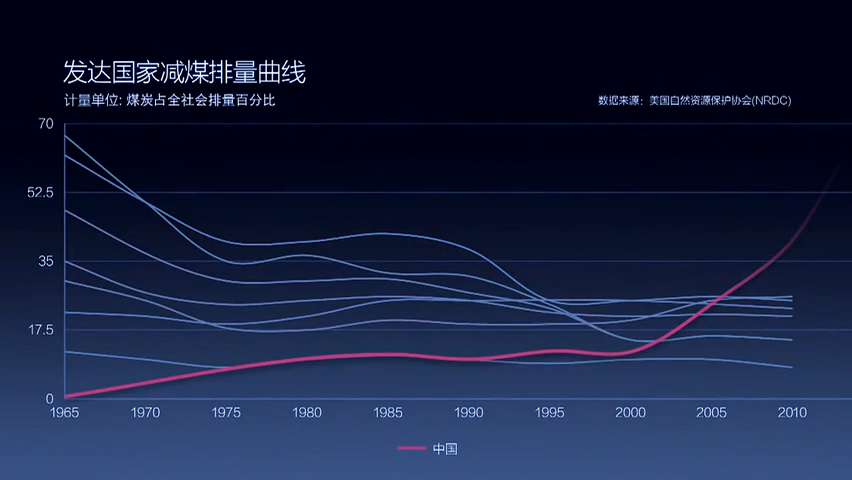 发达国家减煤排量曲线
计量单位: 煤炭占全社会排量百分比
数据来源：美国自然资源保护协会(NRDC)
70
52.5
35
17.5
0
1965 1970 1975 1980 1985 1990 1995 2000 2005 2010
中国